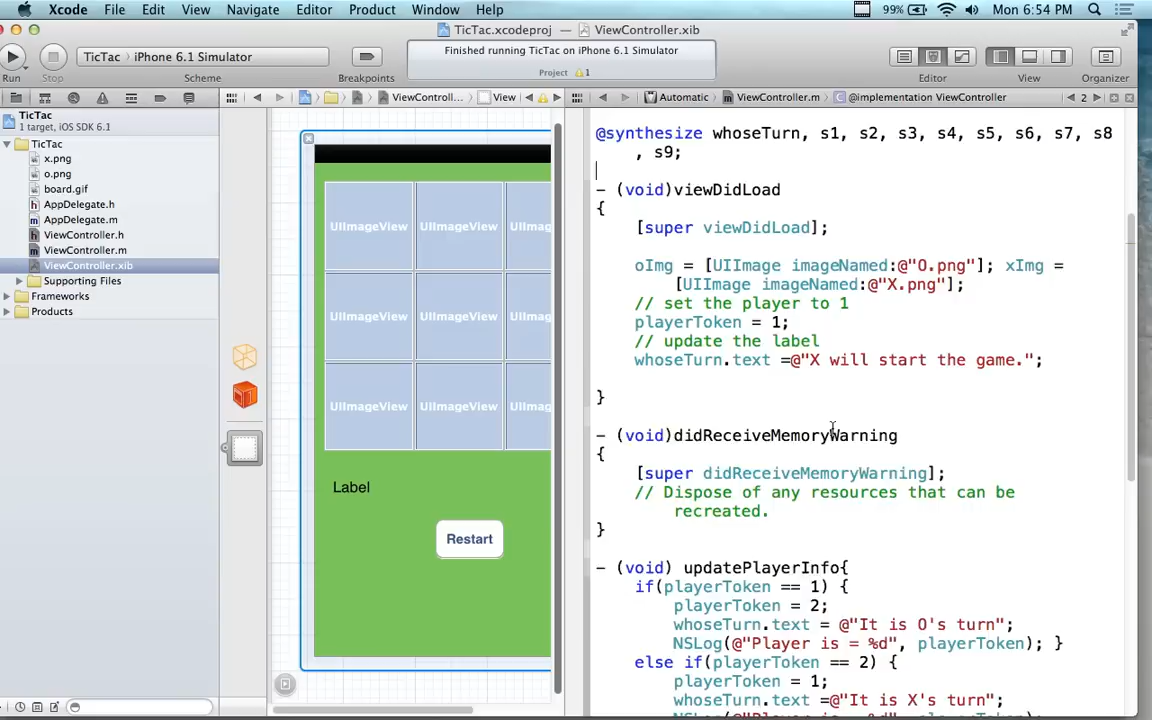 Xcode File Edit View Navigate Editor Product Window Help 99% Mon 6:54 PM
TicTac.xcodeproj — ViewController.xib
TicTac › iPhone 6.1 Simulator
Finished running TicTac on iPhone 6.1 Simulator
Project 1
Run Stop Scheme Breakpoints Editor View Organizer
ViewControll... View Automatic ViewController.m @implementation ViewController 2
TicTac
1 target, iOS SDK 6.1
TicTac
x.png
o.png
board.gif
AppDelegate.h
AppDelegate.m
ViewController.h
ViewController.m
ViewController.xib
Supporting Files
Frameworks
Products
UIImageView UIImageView UIImag
UIImageView UIImageView UIImag
UIImageView UIImageView UIImag
Label
Restart
@synthesize whoseTurn, s1, s2, s3, s4, s5, s6, s7, s8
, s9;
- (void)viewDidLoad
{
[super viewDidLoad];
oImg = [UIImage imageNamed:@"O.png"]; xImg =
[UIImage imageNamed:@"X.png"];
// set the player to 1
playerToken = 1;
// update the label
whoseTurn.text =@"X will start the game.";
}
- (void)didReceiveMemoryWarning
{
[super didReceiveMemoryWarning];
// Dispose of any resources that can be
recreated.
}
- (void) updatePlayerInfo{
if(playerToken == 1) {
playerToken = 2;
whoseTurn.text = @"It is O's turn";
NSLog(@"Player is = %d", playerToken); }
else if(playerToken == 2) {
playerToken = 1;
whoseTurn.text =@"It is X's turn";